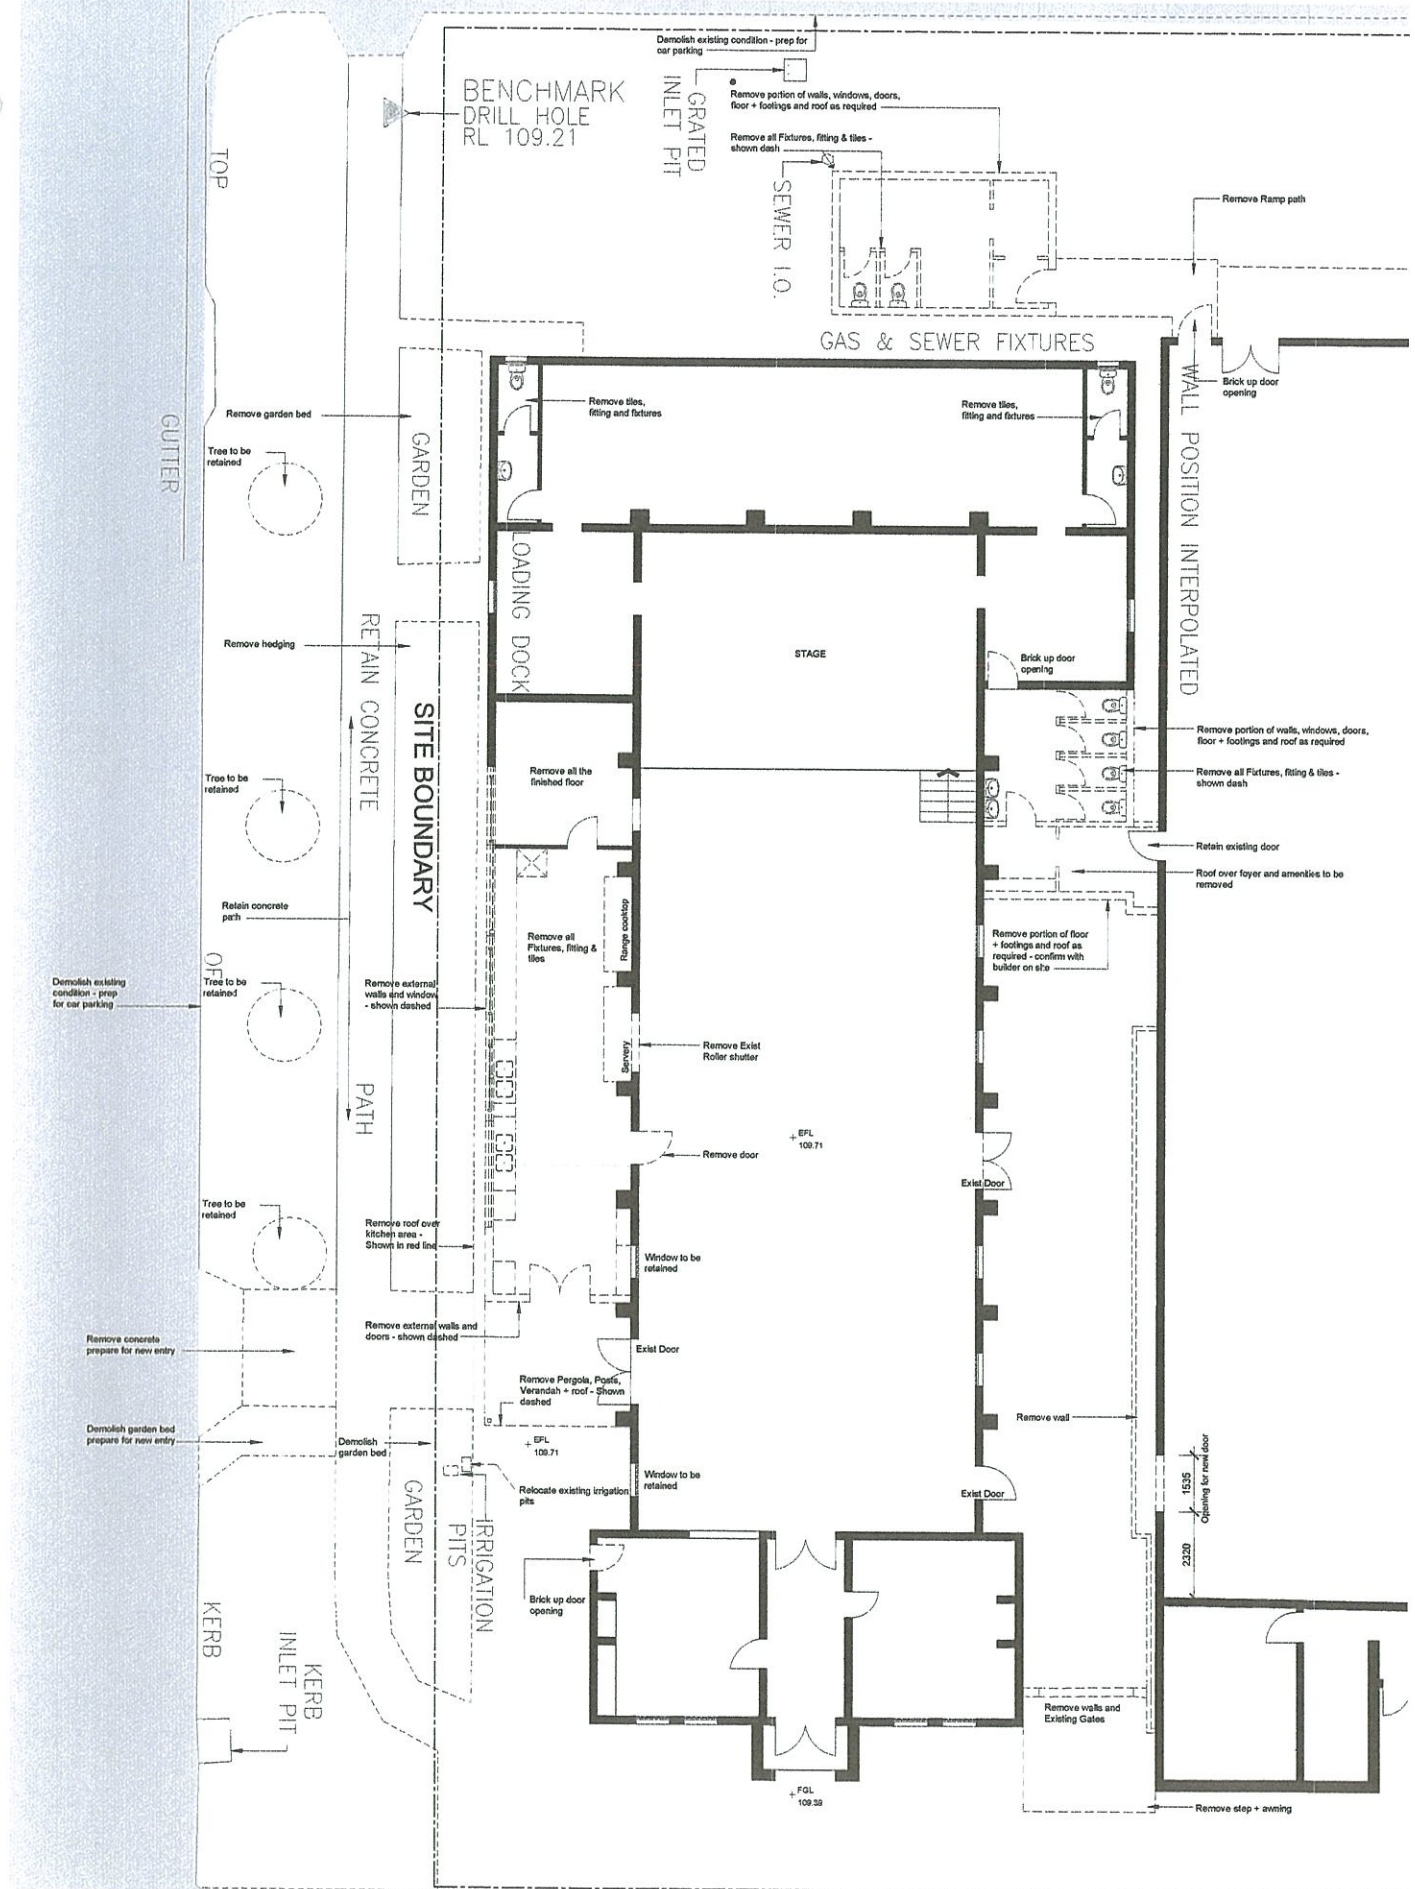 Demolish existing condition - prep for
car parking
BENCHMARK
DRILL HOLE
RL 109.21
GRATED
INLET PIT
Remove portion of walls, windows, doors,
floor + footings and roof as required
Remove all Fixtures, fitting & tiles -
shown dash
SEWER I.O.
TOP
Remove Ramp path
GAS & SEWER FIXTURES
Brick up door
opening
WALL POSITION INTERPOLATED
Remove garden bed
GUTTER
GARDEN
Remove tiles,
fitting and fixtures
Remove tiles,
fitting and fixtures
Tree to be
retained
LOADING DOCK
Remove hedging
RETAIN CONCRETE
PATH
SITE BOUNDARY
STAGE
Brick up door
opening
Remove portion of walls, windows, doors,
floor + footings and roof as required
Remove all the
finished floor
Remove all Fixtures, fitting & tiles -
shown dash
Tree to be
retained
Retain existing door
Roof over foyer and amenities to be
removed
Retain concrete
path
Range cooktop
Remove all
Fixtures, fitting &
tiles
Remove portion of floor
+ footings and roof as
required - confirm with
builder on site
OF
Demolish existing
condition - prep
for car parking
Tree to be
retained
Remove external
walls and window
- shown dashed
Servery
Remove Exist
Roller shutter
EFL
109.71
Remove door
Exist Door
Tree to be
retained
Remove roof over
kitchen area -
Shown in red line
Window to be
retained
Remove external walls and
doors - shown dashed
Remove concrete
prepare for new entry
Exist Door
Remove Pergola, Posts,
Verandah + roof - Shown
dashed
Remove wall
Demolish garden bed
prepare for new entry
Demolish
garden bed
EFL
109.71
Window to be
retained
Relocate existing irrigation
pits
Exist Door
1535
Opening for new door
2320
GARDEN
IRRIGATION
PITS
Brick up door
opening
KERB
KERB
INLET PIT
Remove walls and
Existing Gates
FGL
109.39
Remove step + awning